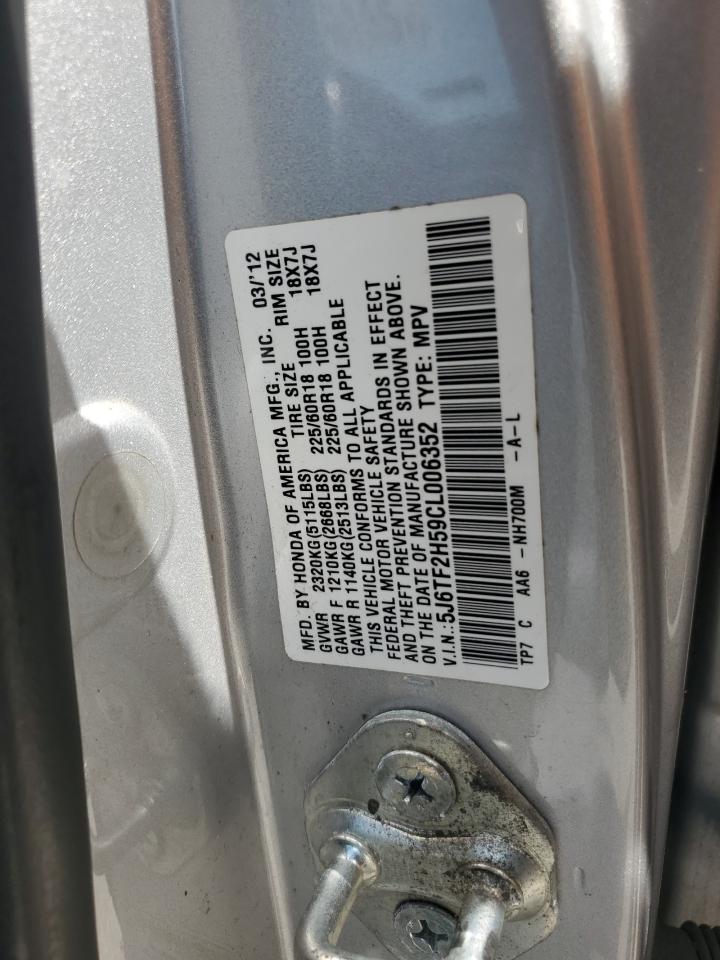 MFD. BY HONDA OF AMERICA MFG., INC. 03/'12
TIRE SIZE RIM SIZE
GVWR 2320KG(5115LBS)
GAWR F 1210KG(2668LBS) 225/60R18 100H 18X7J
GAWR R 1140KG(2513LBS) 225/60R18 100H 18X7J
THIS VEHICLE CONFORMS TO ALL APPLICABLE
FEDERAL MOTOR VEHICLE SAFETY
AND THEFT PREVENTION STANDARDS IN EFFECT
ON THE DATE OF MANUFACTURE SHOWN ABOVE.
V.I.N.:5J6TF2H59CL006352 TYPE: MPV
TP7 C AA6 -NH700M -A-L